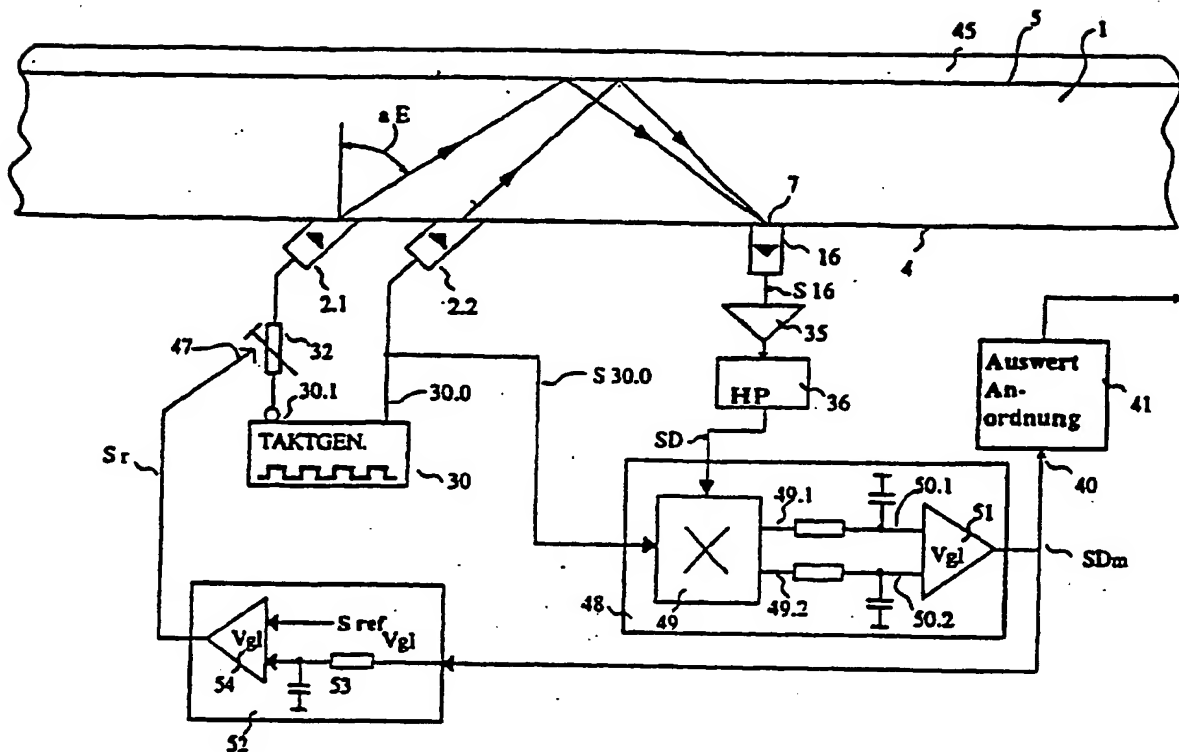 45
5
1
a E
7
16
4
2.1
2.2
S 16
35
47
32
30.1
30.0
S 30.0
HP
36
Auswert
An-
ordnung
41
TAKTGEN.
30
S r
SD
40
49.1
50.1
51
Vgl
SDm
48
49
49.2
50.2
Vgl
54
S ref
Vgl
53
52